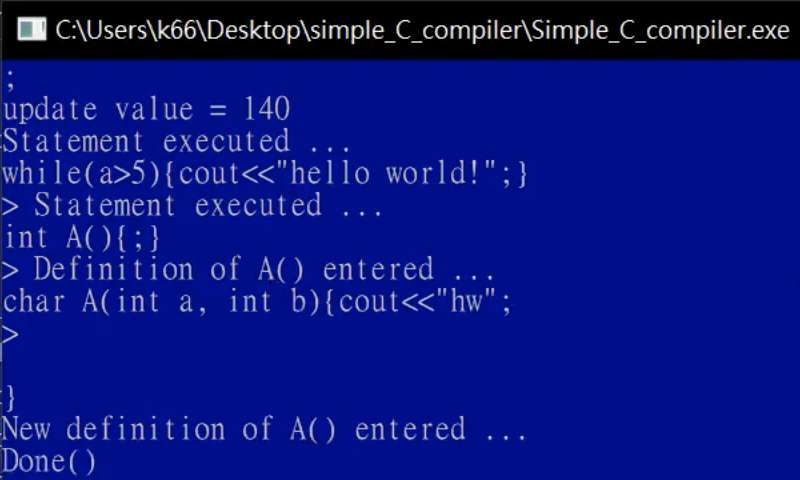 C:\Users\k66\Desktop\simple_C_compiler\Simple_C_compiler.exe
;
update value = 140
Statement executed ...
while(a>5){cout<<"hello world!";}
> Statement executed ...
int A(){;}
> Definition of A() entered ...
char A(int a, int b){cout<<"hw";
>
}
New definition of A() entered ...
Done()